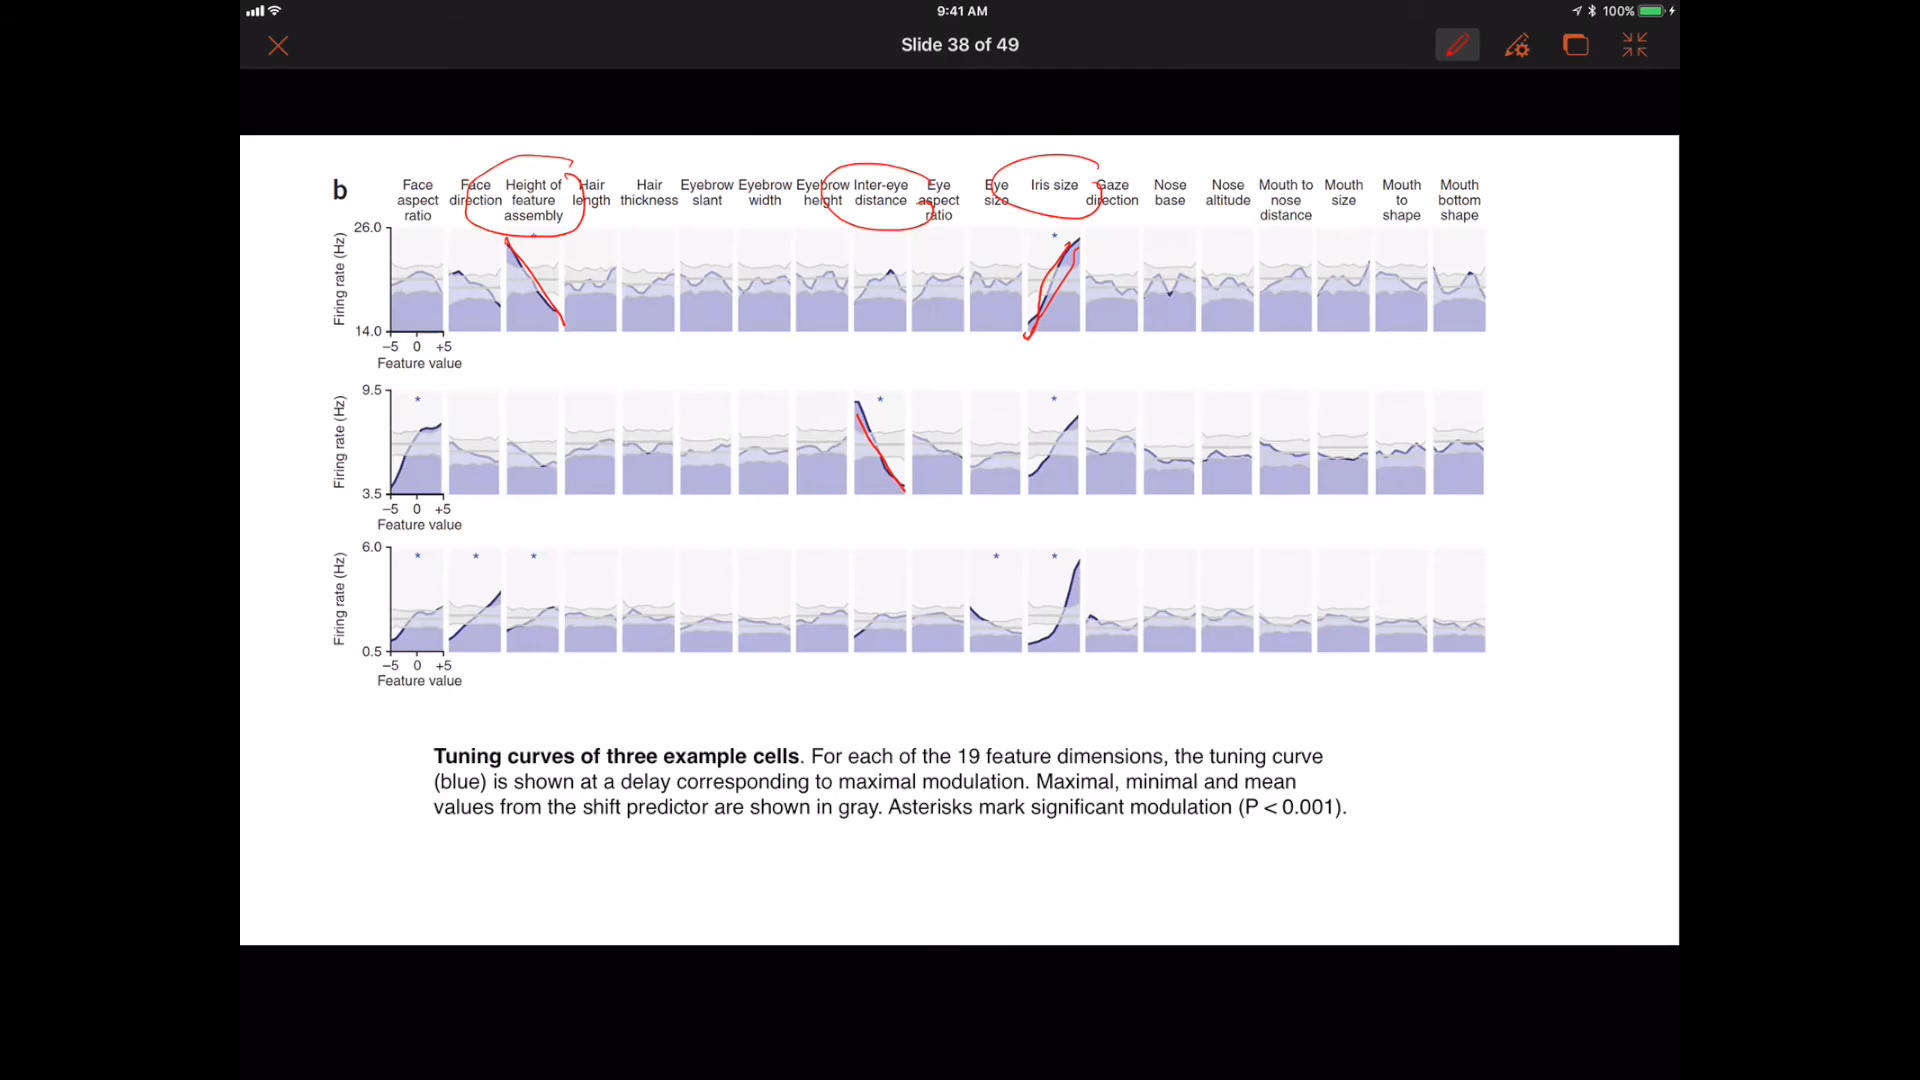 9:41 AM
100%
Slide 38 of 49
b
Face aspect ratio
Face direction
Height of feature assembly
Hair length
Hair thickness
Eyebrow slant
Eyebrow width
Eyebrow height
Inter-eye distance
Eye aspect ratio
Eye size
Iris size
Gaze direction
Nose base
Nose altitude
Mouth to nose distance
Mouth size
Mouth to shape
Mouth bottom shape
Firing rate (Hz)
26.0
*
*
14.0
–5 0 +5
Feature value
Firing rate (Hz)
9.5
*
*
*
3.5
–5 0 +5
Feature value
Firing rate (Hz)
6.0
*
*
*
*
*
0.5
–5 0 +5
Feature value
Tuning curves of three example cells. For each of the 19 feature dimensions, the tuning curve
(blue) is shown at a delay corresponding to maximal modulation. Maximal, minimal and mean
values from the shift predictor are shown in gray. Asterisks mark significant modulation (P < 0.001).